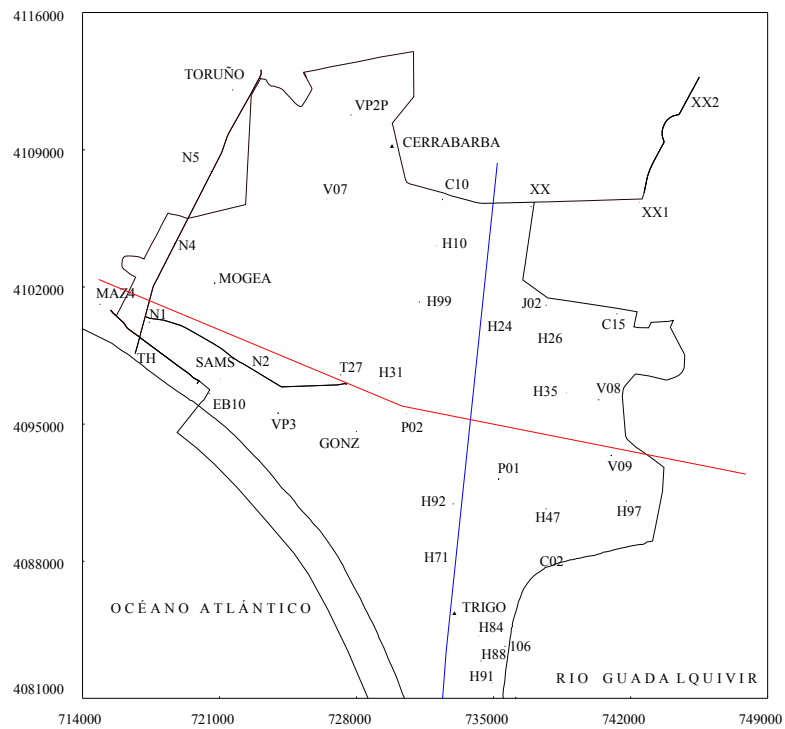 4116000
TORUÑO
VP2P
XX2
4109000
CERRABARBA
N5
V07
C10
XX
XX1
N4
H10
4102000
MOGEA
MAZ4
H99
J02
N1
H24
C15
H26
TH
SAMS
N2
T27
H31
H35
V08
EB10
4095000
VP3
P02
GONZ
P01
V09
H92
H47
H97
4088000
H71
C02
OCÉANO ATLÁNTICO
TRIGO
H84
106
H88
H91
RIO GUADALQUIVIR
4081000
714000
721000
728000
735000
742000
749000